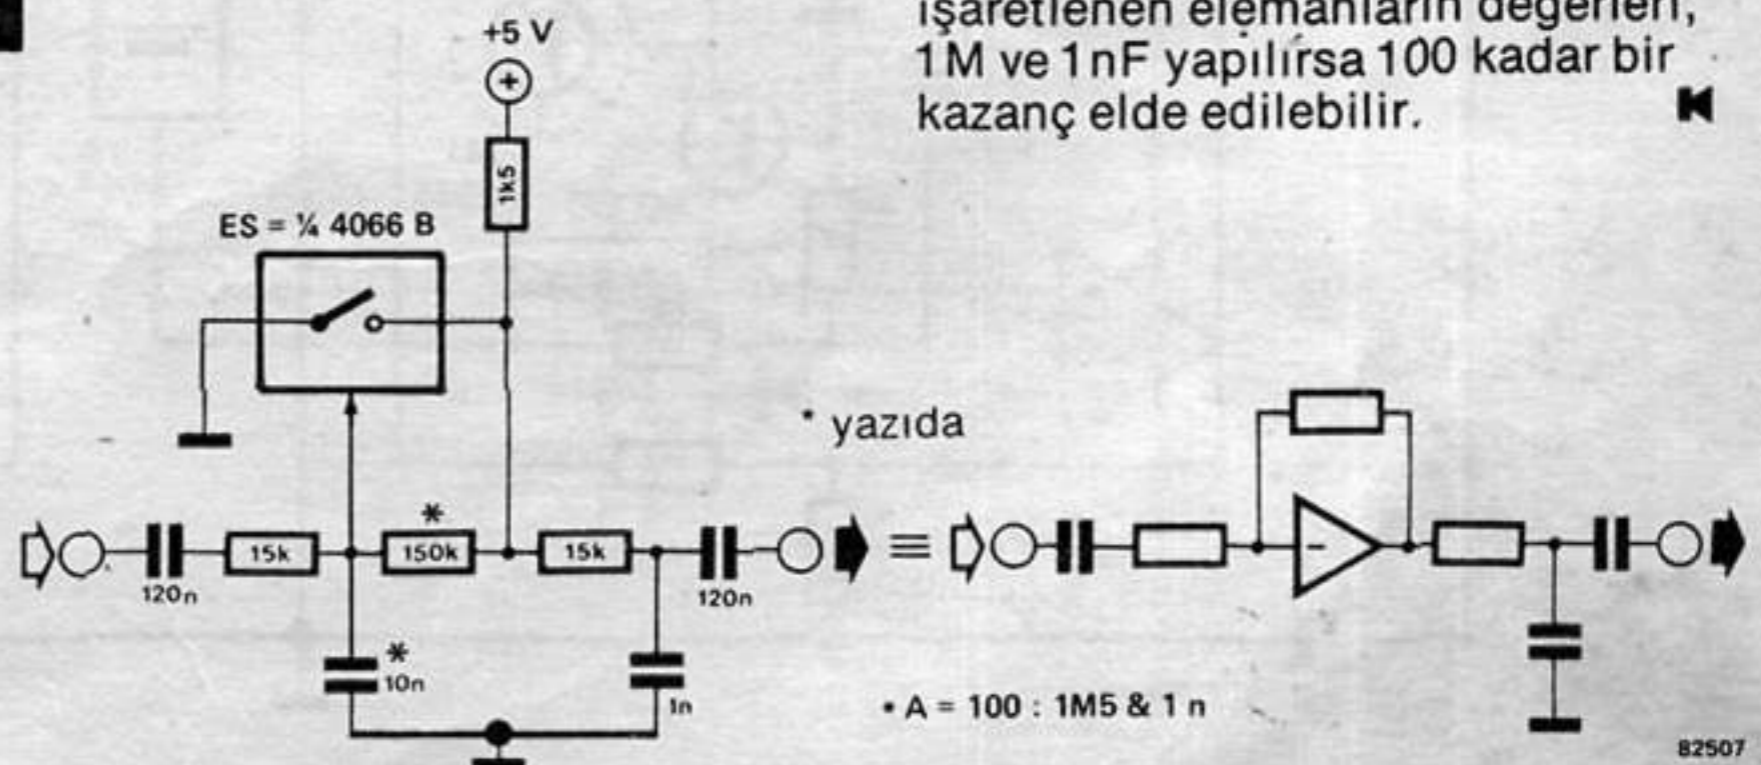 işaretlenen elemanların değerleri,
1M ve 1nF yapılırsa 100 kadar bir
kazanç elde edilebilir.
+5 V
+
1k5
ES = ¼ 4066 B
* yazıda
*
15k
150k
15k
120n
120n
*
10n
1n
-
• A = 100 : 1M5 & 1 n
82507